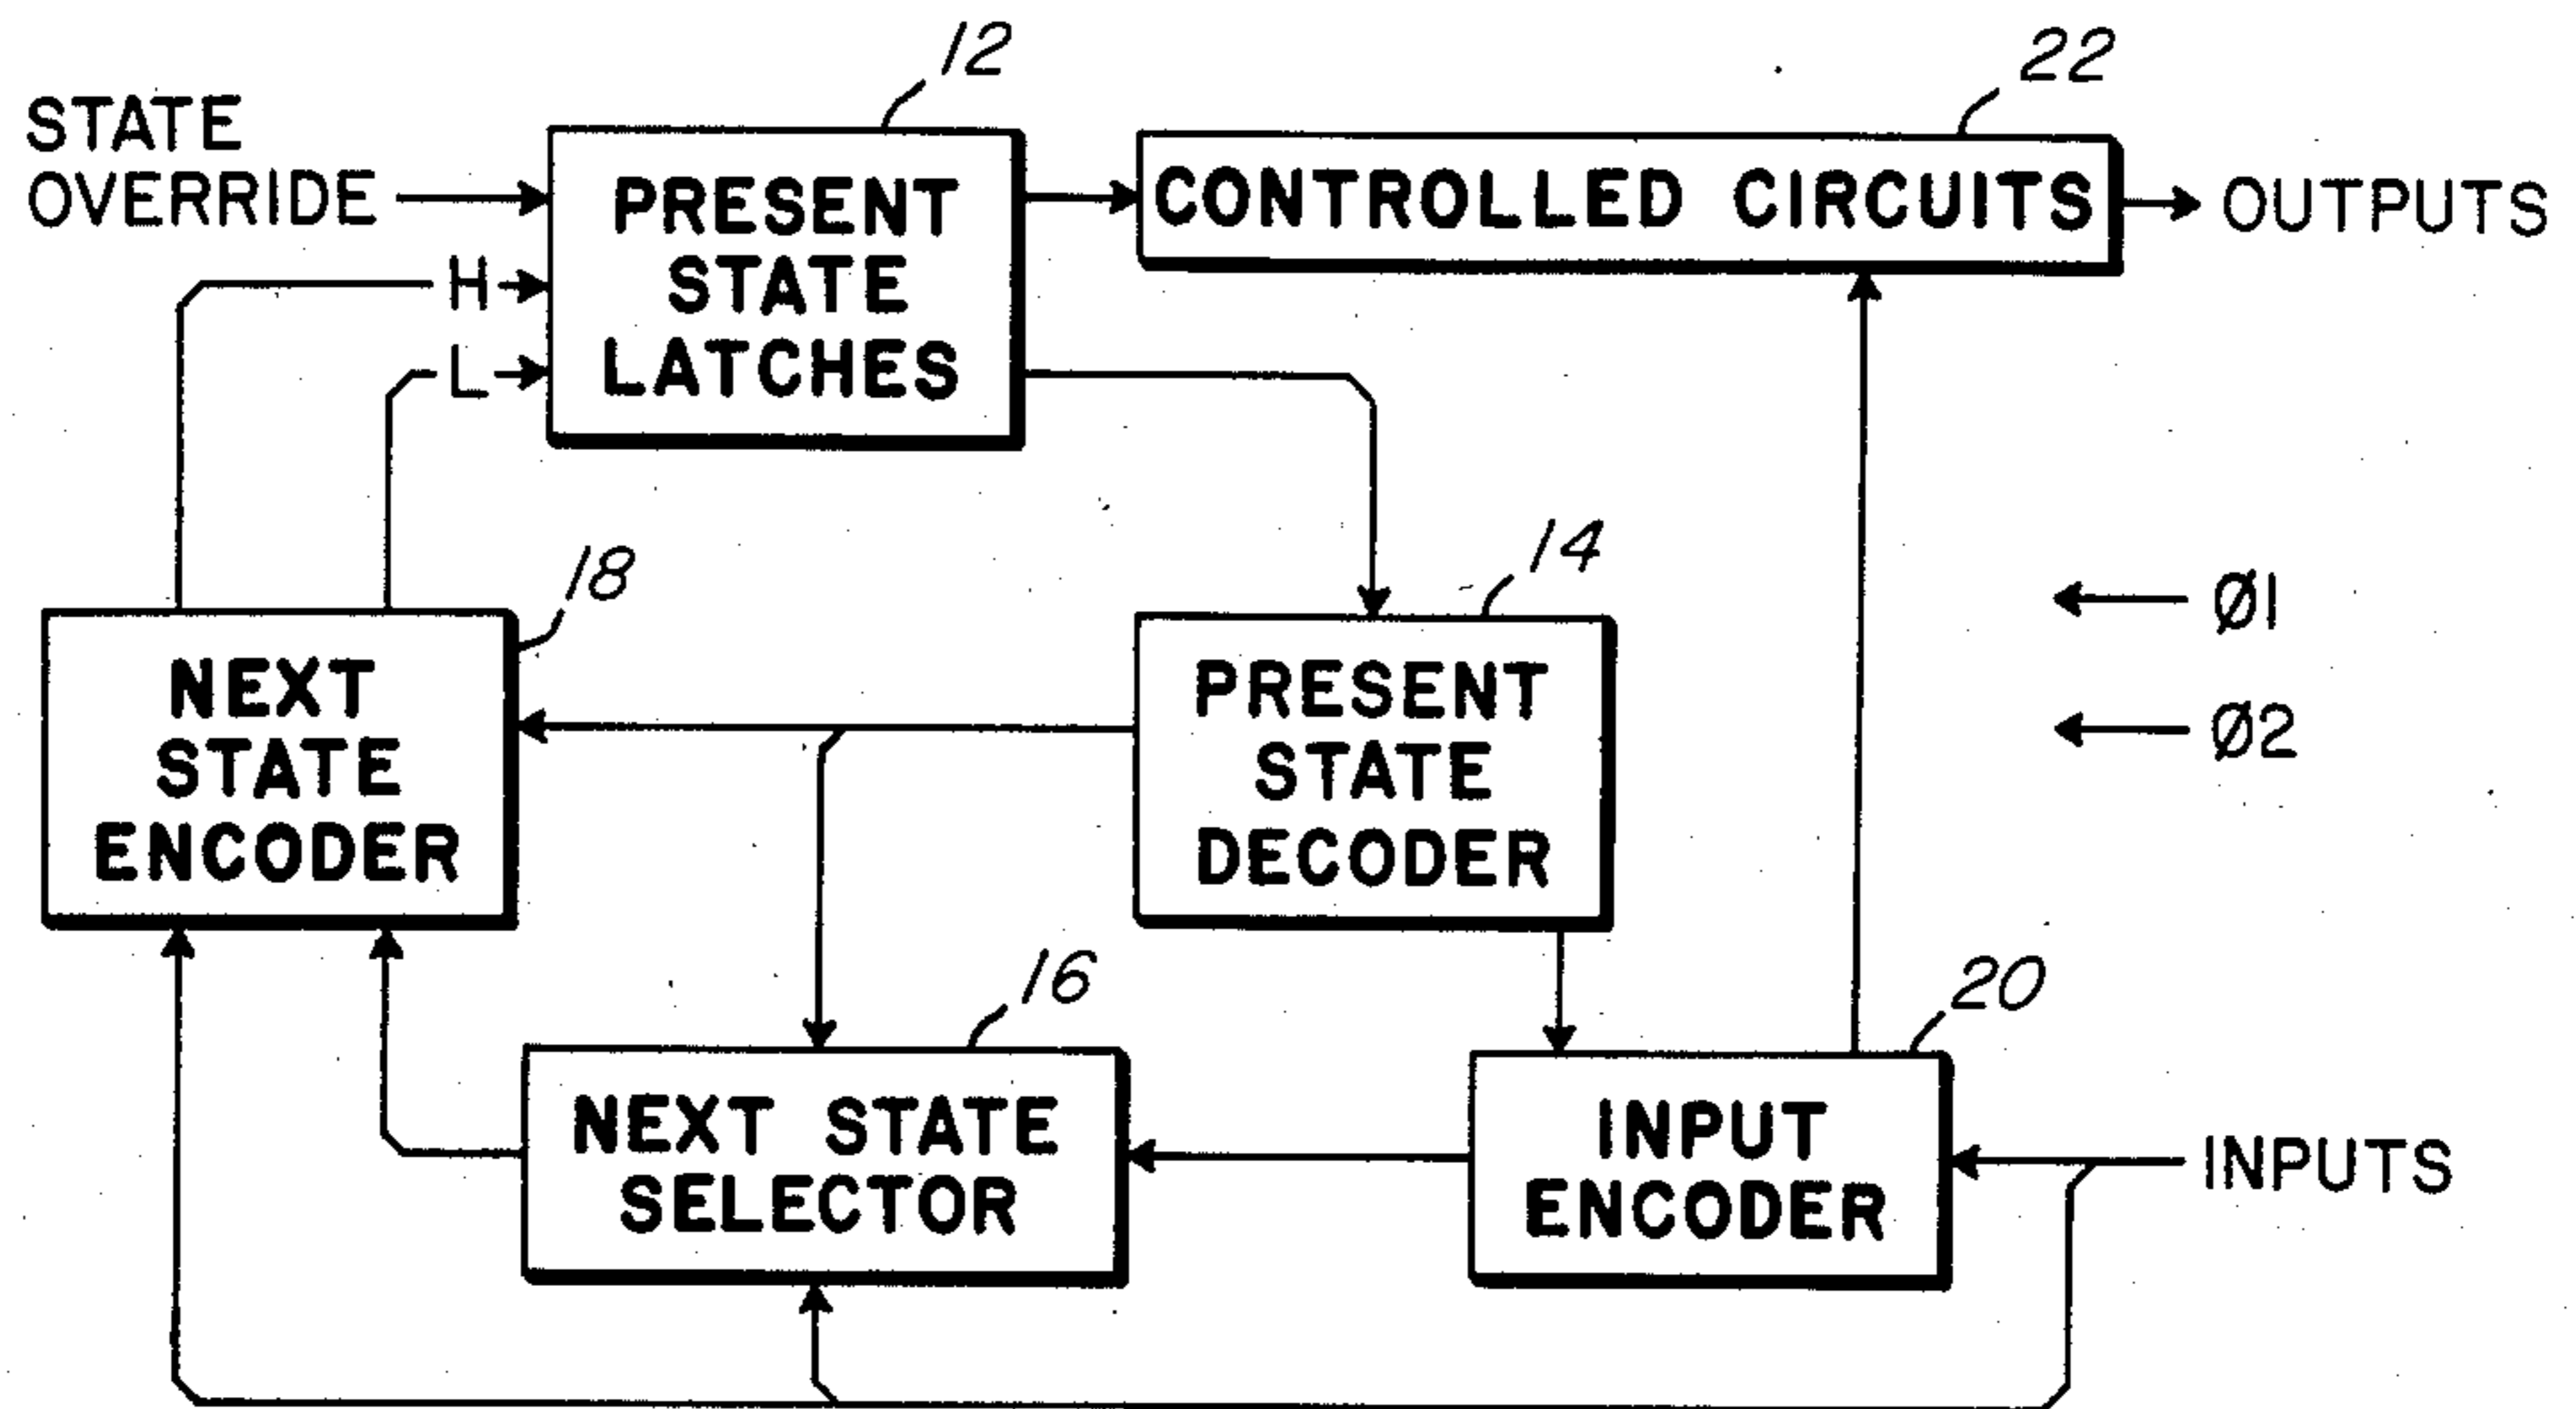 12
22
STATE
OVERRIDE
PRESENT
STATE
LATCHES
CONTROLLED CIRCUITS
OUTPUTS
H
L
18
14
NEXT
STATE
ENCODER
PRESENT
STATE
DECODER
Ø1
Ø2
16
20
NEXT STATE
SELECTOR
INPUT
ENCODER
INPUTS